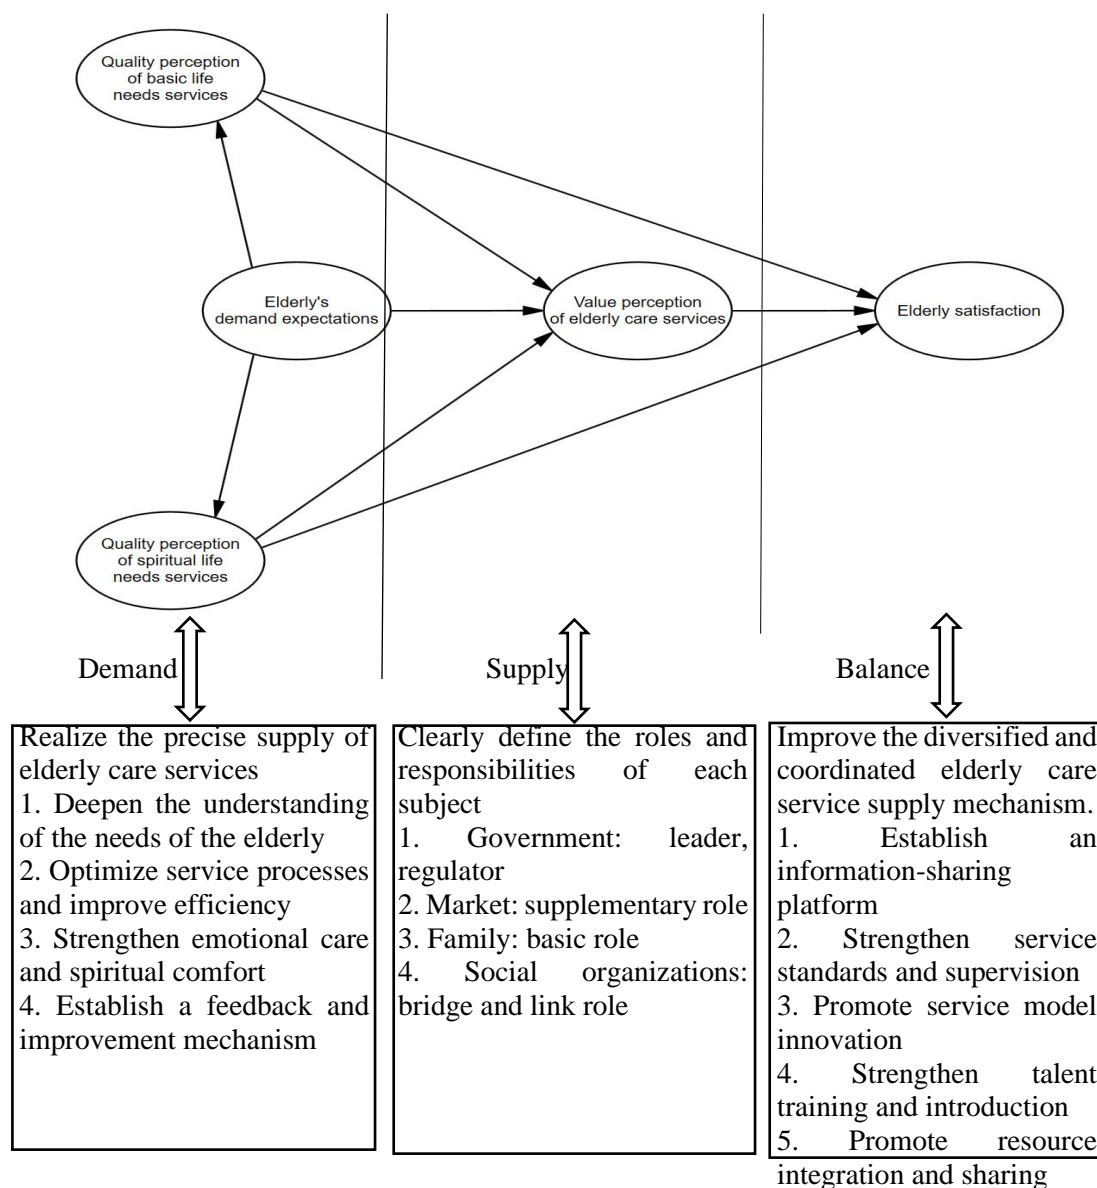 Quality perception
of basic life
needs services
Elderly's
demand expectations
Value perception
of elderly care services
Elderly satisfaction
Quality perception
of spiritual life
needs services
Demand
Supply
Balance
Realize the precise supply of
elderly care services
1. Deepen the understanding
of the needs of the elderly
2. Optimize service processes
and improve efficiency
3. Strengthen emotional care
and spiritual comfort
4. Establish a feedback and
improvement mechanism
Clearly define the roles and
responsibilities of each
subject
1. Government: leader,
regulator
2. Market: supplementary role
3. Family: basic role
4. Social organizations:
bridge and link role
Improve the diversified and
coordinated elderly care
service supply mechanism.
1. Establish an
information-sharing
platform
2. Strengthen service
standards and supervision
3. Promote service model
innovation
4. Strengthen talent
training and introduction
5. Promote resource
integration and sharing